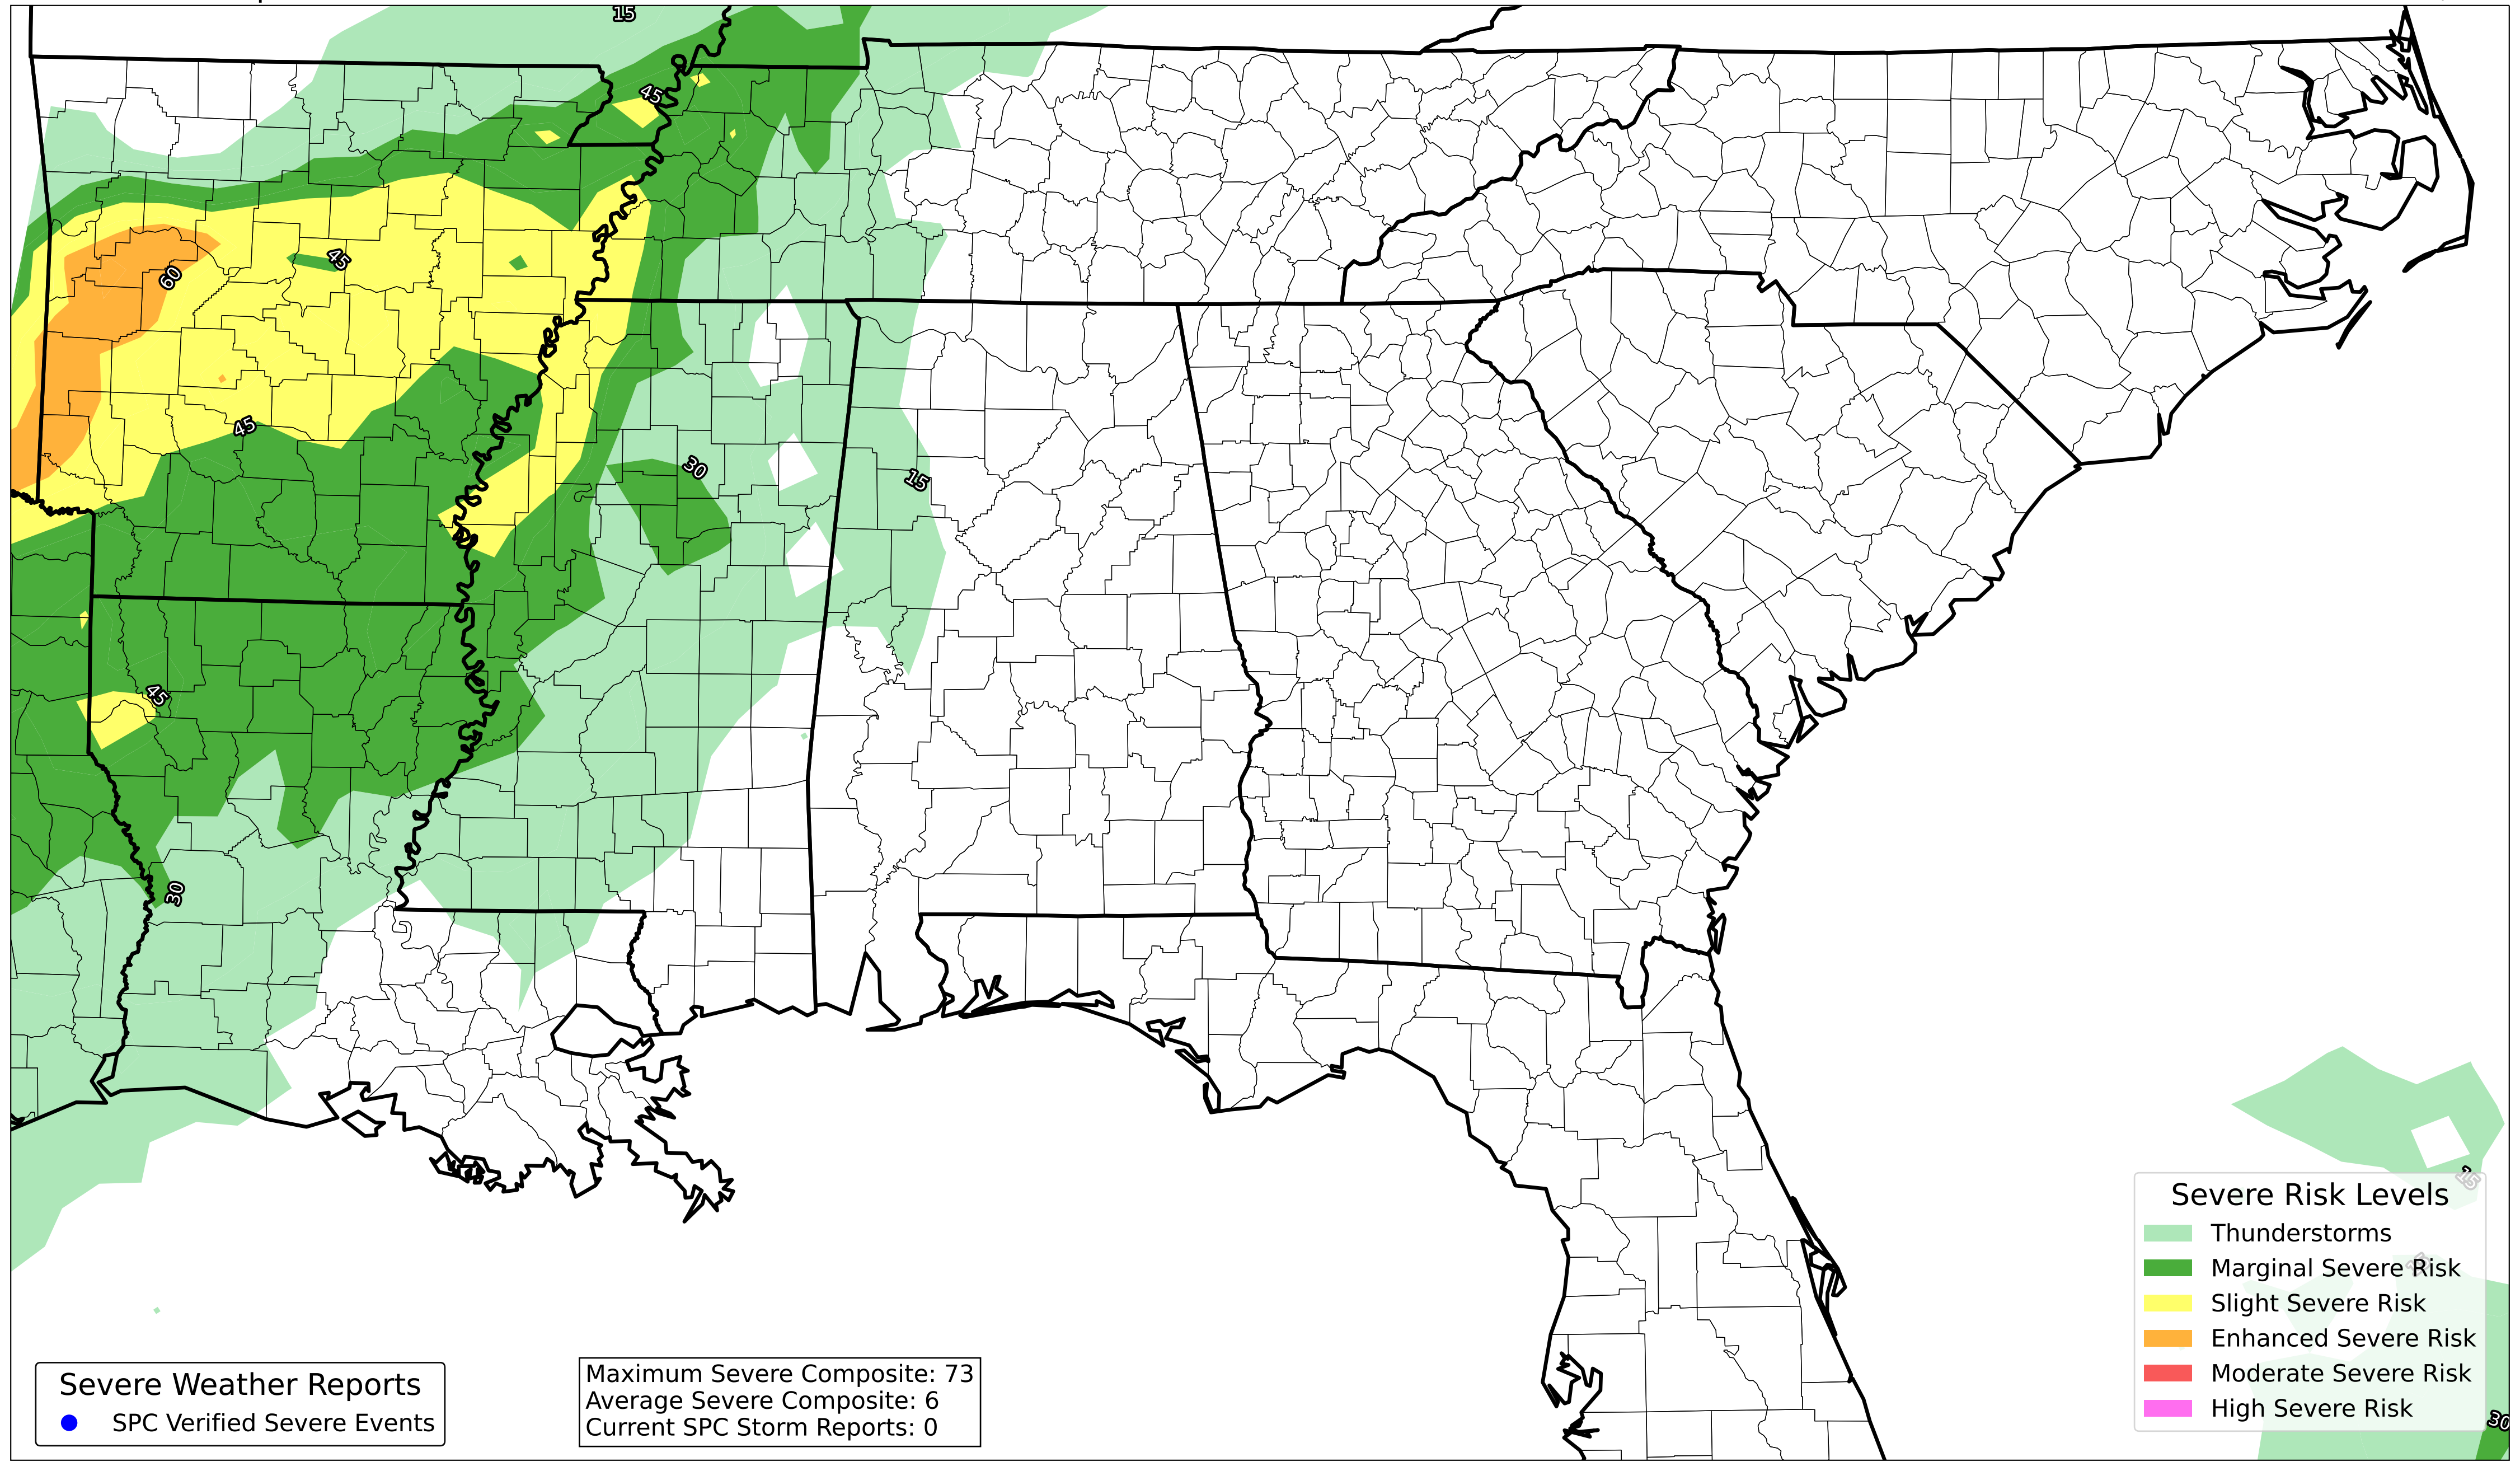 15
45
45
60
45
30
15
45
30
15
Severe Risk Levels
Thunderstorms
Marginal Severe Risk
Slight Severe Risk
Enhanced Severe Risk
Moderate Severe Risk
High Severe Risk
30
Severe Weather Reports
SPC Verified Severe Events
Maximum Severe Composite: 73
Average Severe Composite: 6
Current SPC Storm Reports: 0